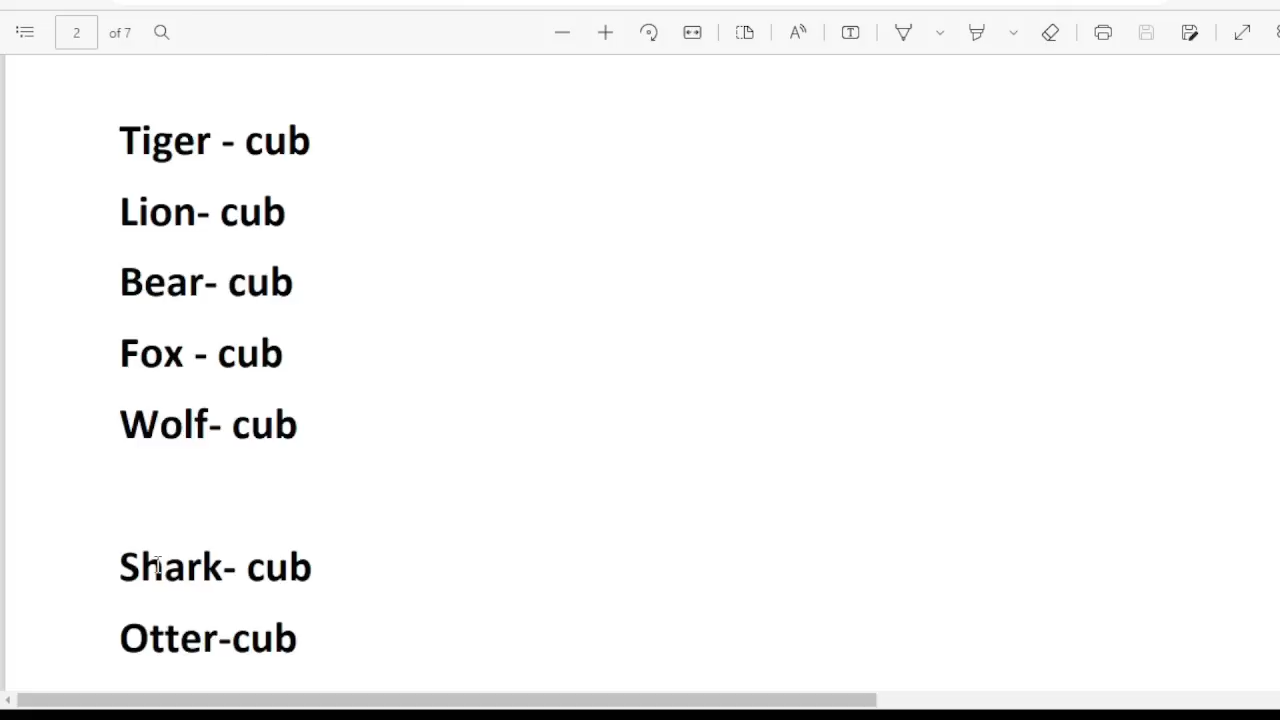 2 of 7
Tiger - cub
Lion- cub
Bear- cub
Fox - cub
Wolf- cub
Shark- cub
Otter-cub